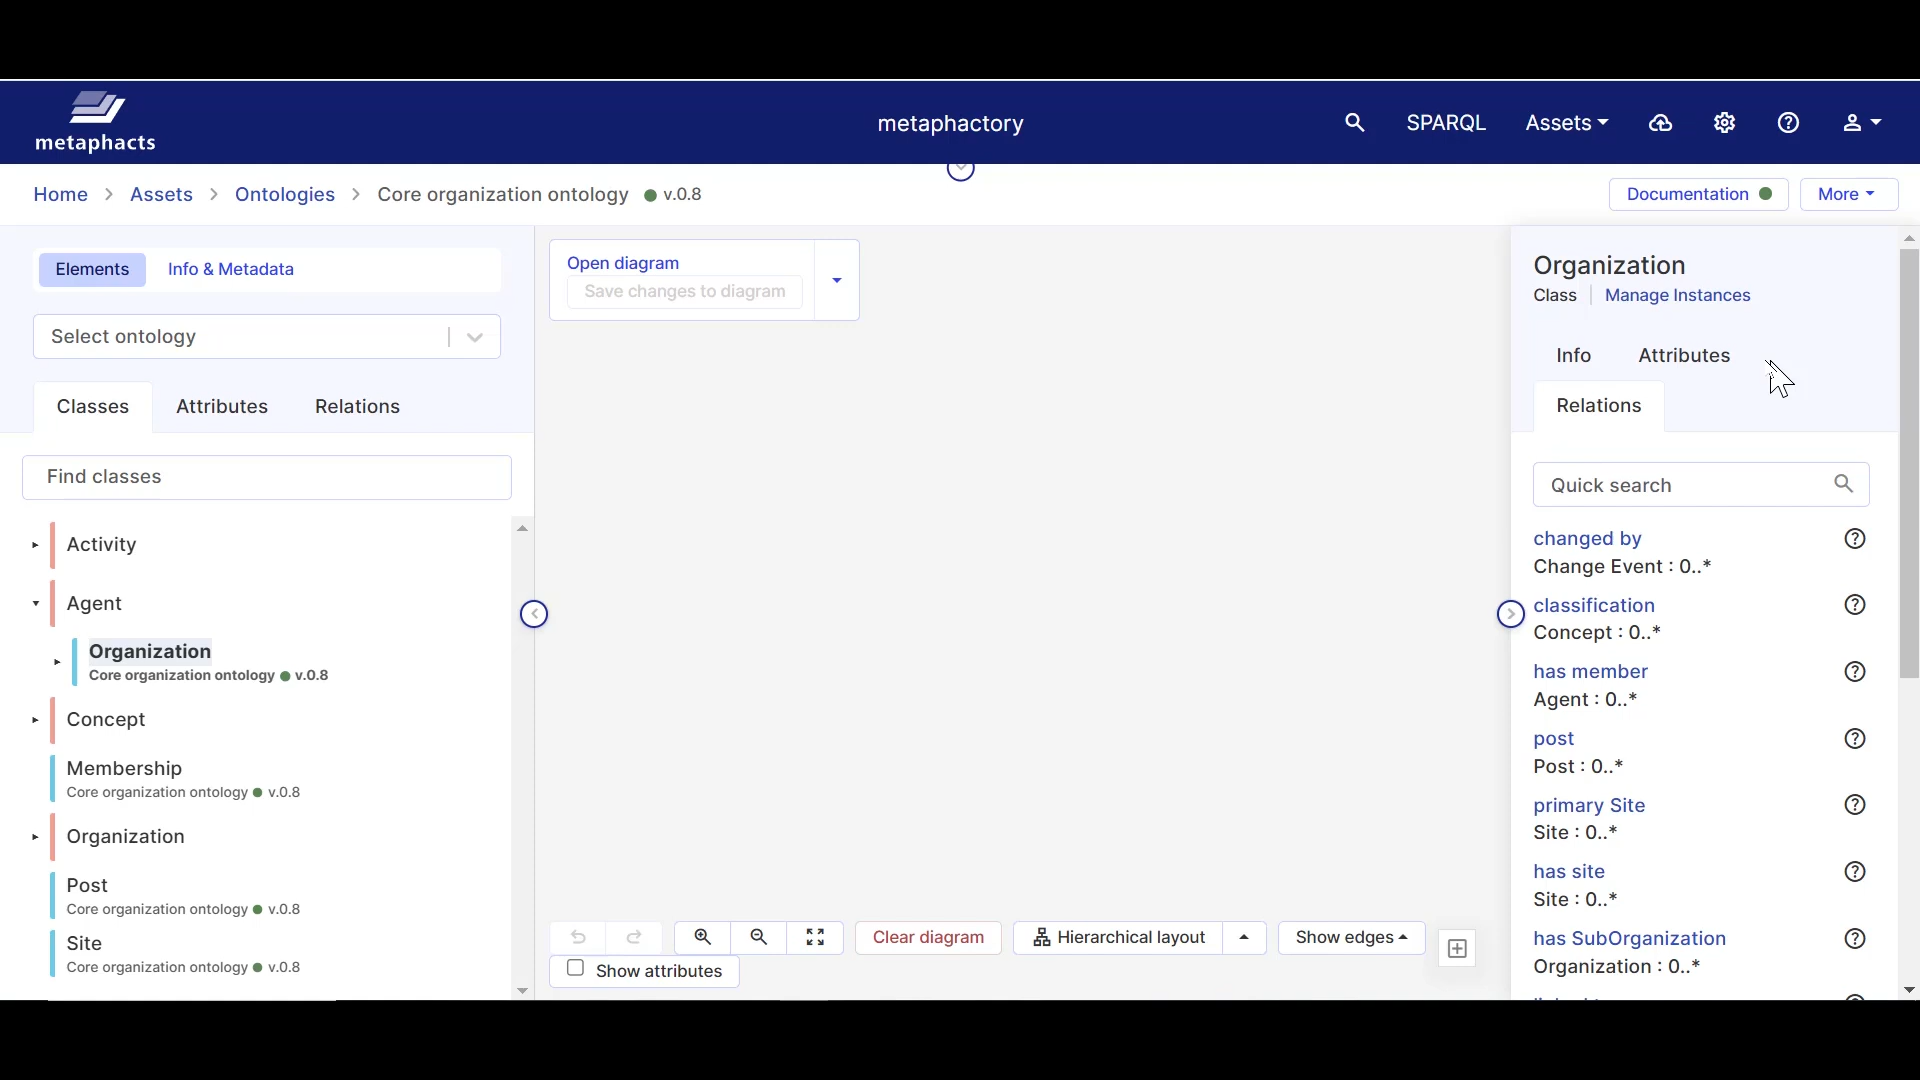 metaphacts
metaphactory
SPARQL
Assets
Home
Assets
Ontologies
Core organization ontology v.0.8
Documentation
More
Elements
Info & Metadata
Select ontology
Classes
Attributes
Relations
Find classes
Activity
Agent
Organization
Core organization ontology v.0.8
Concept
Membership
Core organization ontology v.0.8
Organization
Post
Core organization ontology v.0.8
Site
Core organization ontology v.0.8
Open diagram
Save changes to diagram
Clear diagram
Hierarchical layout
Show edges
Show attributes
Organization
Class
Manage Instances
Info
Attributes
Relations
Quick search
changed by
Change Event : 0..*
classification
Concept : 0..*
has member
Agent : 0..*
post
Post : 0..*
primary Site
Site : 0..*
has site
Site : 0..*
has SubOrganization
Organization : 0..*